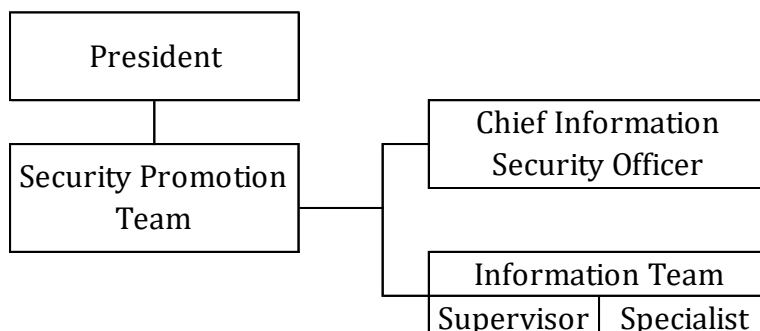 President
Security Promotion
Team
Chief Information
Security Officer
Information Team
Supervisor
Specialist